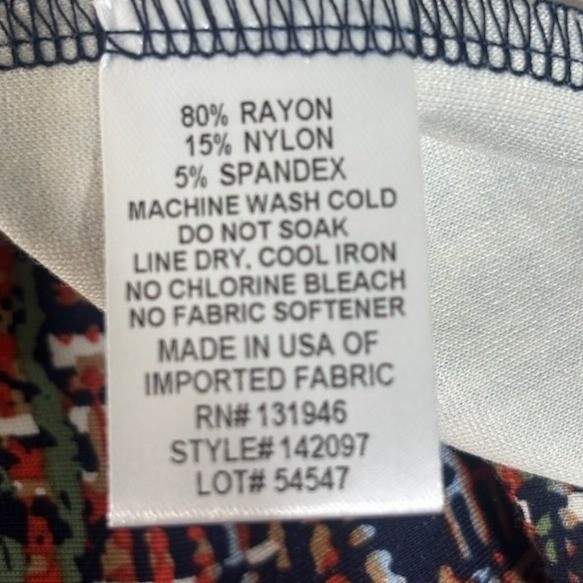 80% RAYON
15% NYLON
5% SPANDEX
MACHINE WASH COLD
DO NOT SOAK
LINE DRY, COOL IRON
NO CHLORINE BLEACH
NO FABRIC SOFTENER
MADE IN USA OF
IMPORTED FABRIC
RN# 131946
STYLE# 142097
LOT# 54547